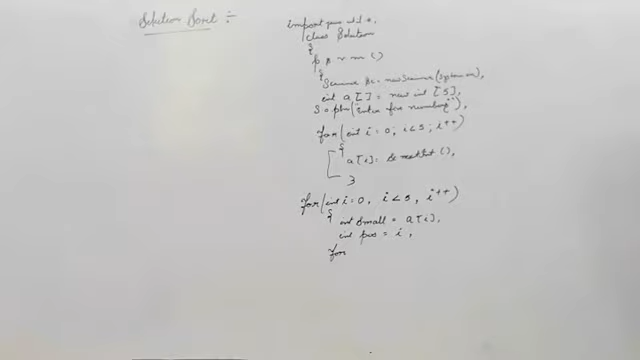 Selection Sort :-
import java.util.*;
class Solution
{
p s v m ()
{
Scanner sc = new Scanner(System.in);
int a[] = new int [5];
S = pln("Enter five numbers");
for(int i = 0; i<5; i++)
{
a[i] = sc.nextInt();
}
for(int i=0, i<5, i++)
{
int small = a[i];
int pos = i;
for